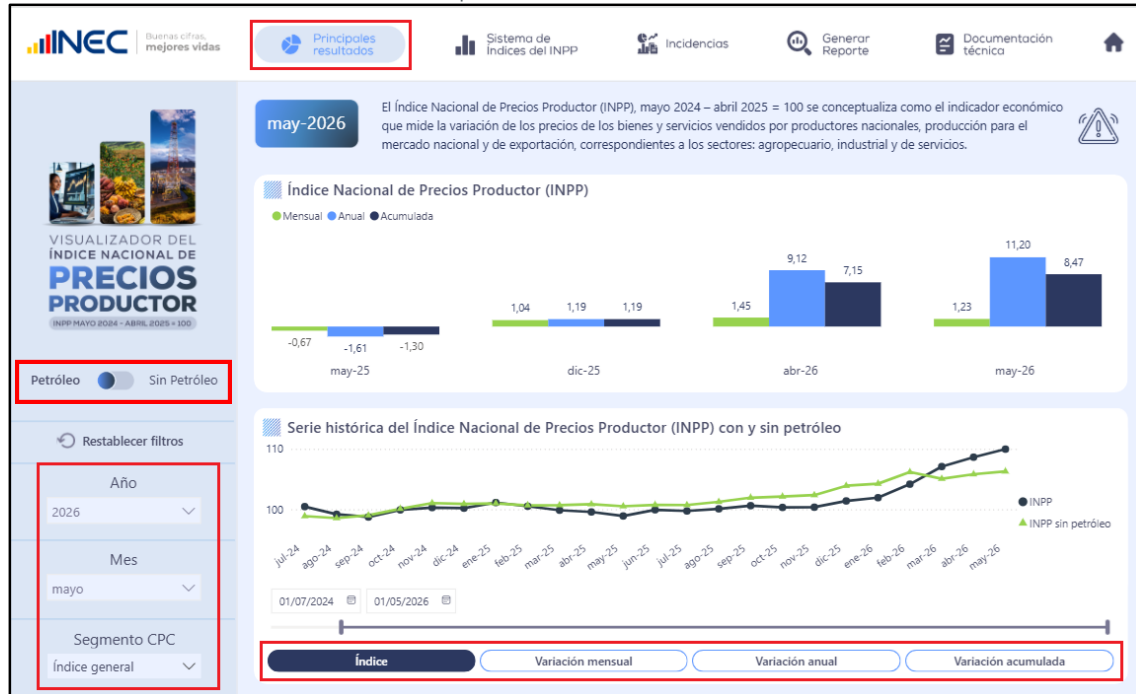 INEC
Buenas cifras,
mejores vidas
Principales
resultados
Sistema de
Índices del INPP
Incidencias
Generar
Reporte
Documentación
técnica
VISUALIZADOR DEL
ÍNDICE NACIONAL DE
PRECIOS
PRODUCTOR
INPP MAYO 2024 - ABRIL 2025 = 100
Petróleo
Sin Petróleo
Restablecer filtros
Año
2026
Mes
mayo
Segmento CPC
Índice general
may-2026
El Índice Nacional de Precios Productor (INPP), mayo 2024 – abril 2025 = 100 se conceptualiza como el indicador económico
que mide la variación de los precios de los bienes y servicios vendidos por productores nacionales, producción para el
mercado nacional y de exportación, correspondientes a los sectores: agropecuario, industrial y de servicios.
Índice Nacional de Precios Productor (INPP)
Mensual Anual Acumulada
-0,67 -1,61 -1,30
1,04 1,19 1,19
1,45 9,12 7,15
1,23 11,20 8,47
may-25 dic-25 abr-26 may-26
Serie histórica del Índice Nacional de Precios Productor (INPP) con y sin petróleo
110
100
INPP
INPP sin petróleo
jul-24 ago-24 sep-24 oct-24 nov-24 dic-24 ene-25 feb-25 mar-25 abr-25 may-25 jun-25 jul-25 ago-25 sep-25 oct-25 nov-25 dic-25 ene-26 feb-26 mar-26 abr-26 may-26
01/07/2024 01/05/2026
Índice
Variación mensual
Variación anual
Variación acumulada